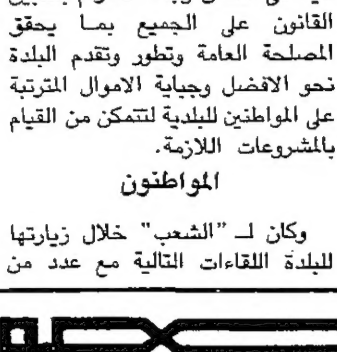 القانون على الجميع بما يحقق
المصلحة العامة وتطور وتقدم البلدة
نحو الافضل وجباية الاموال المترتبة
على المواطنين للبلدية لتتمكن من القيام
بالمشروعات اللازمة.
المواطنون
وكان لـ "الشعب" خلال زيارتها
للبلدة اللقاءات التالية مع عدد من